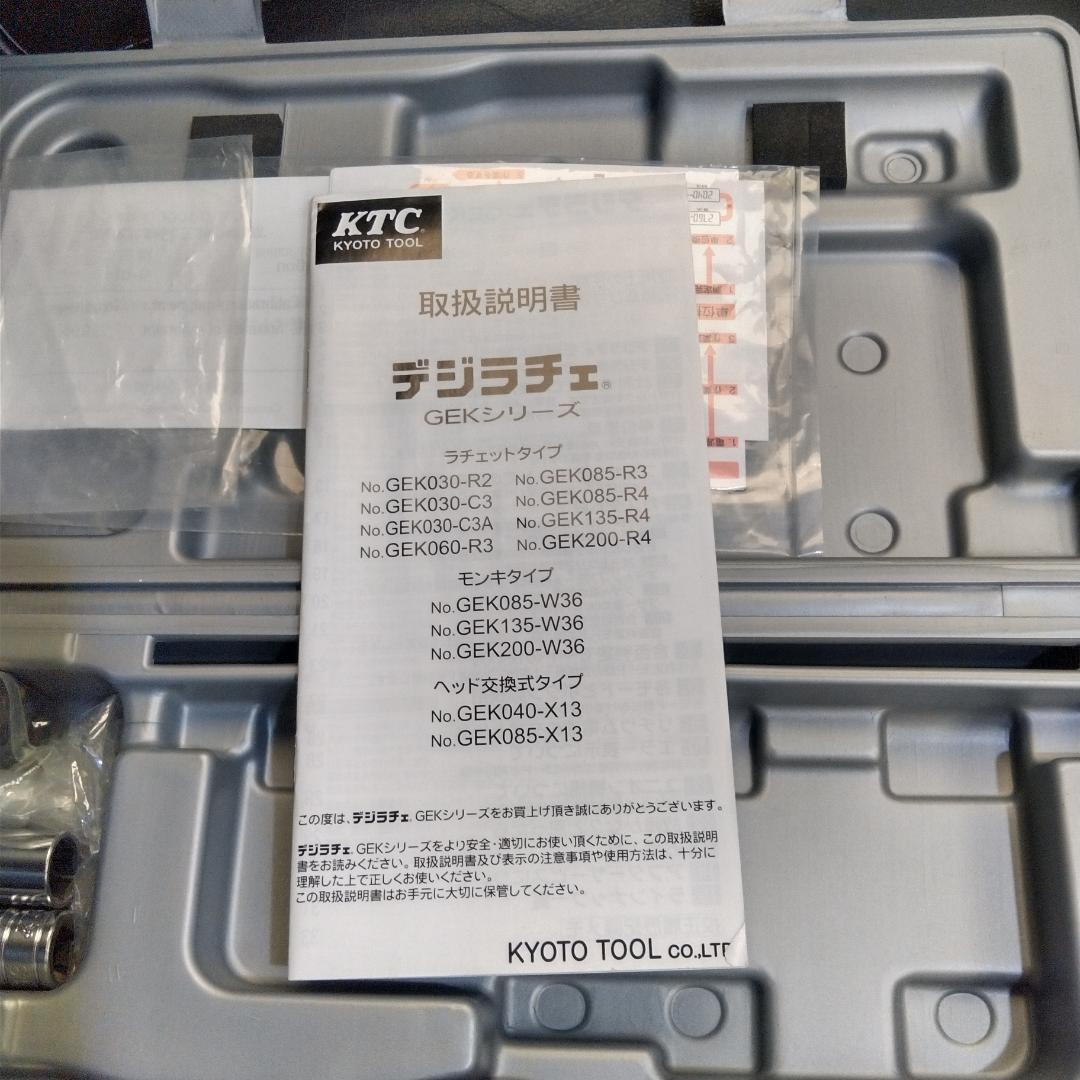 KTC
KYOTO TOOL
取扱説明書
デジラチェ®
GEKシリーズ
ラチェットタイプ
No.GEK030-R2 No.GEK085-R3
No.GEK030-C3 No.GEK085-R4
No.GEK030-C3A No.GEK135-R4
No.GEK060-R3 No.GEK200-R4
モンキタイプ
No.GEK085-W36
No.GEK135-W36
No.GEK200-W36
ヘッド交換式タイプ
No.GEK040-X13
No.GEK085-X13
この度は、デジラチェ® GEKシリーズをお買上げ頂き誠にありがとうございます。
デジラチェ® GEKシリーズをより安全・適切にお使い頂くために、この取扱説明
書をお読みください。取扱説明書及び表示の注意事項や使用方法は、十分に
理解した上で正しくお使いください。
この取扱説明書はお手元に大切に保管してください。
KYOTO TOOL CO.,LTD